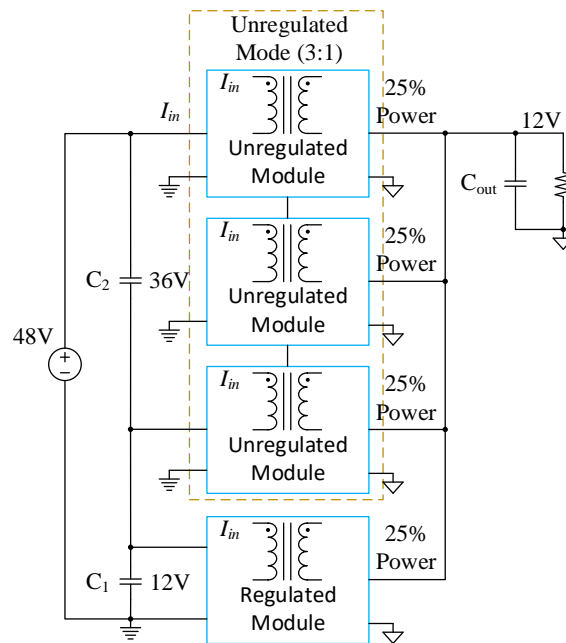 Unregulated
Mode (3:1)
I_in
I_in
25%
Power
Unregulated
Module
12V
C_out
25%
Power
Unregulated
Module
C_2
36V
48V
I_in
25%
Power
Unregulated
Module
I_in
25%
Power
Regulated
Module
C_1
12V